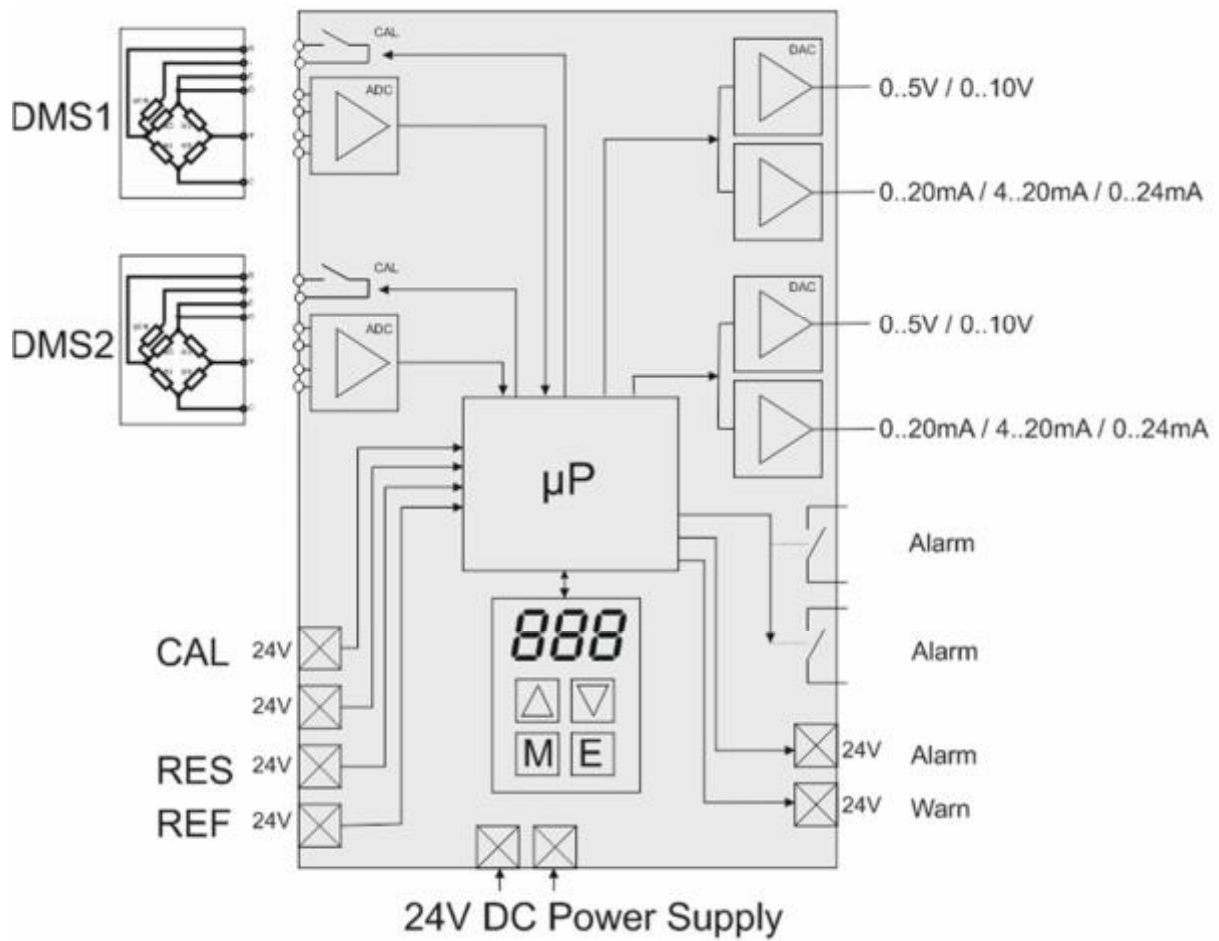 CAL
DAC
ADC
0..5V / 0..10V
DMS1
0..20mA / 4..20mA / 0..24mA
CAL
DAC
ADC
0..5V / 0..10V
DMS2
0..20mA / 4..20mA / 0..24mA
µP
Alarm
888
CAL 24V
Alarm
24V
M E
RES 24V
24V Alarm
REF 24V
24V Warn
24V DC Power Supply